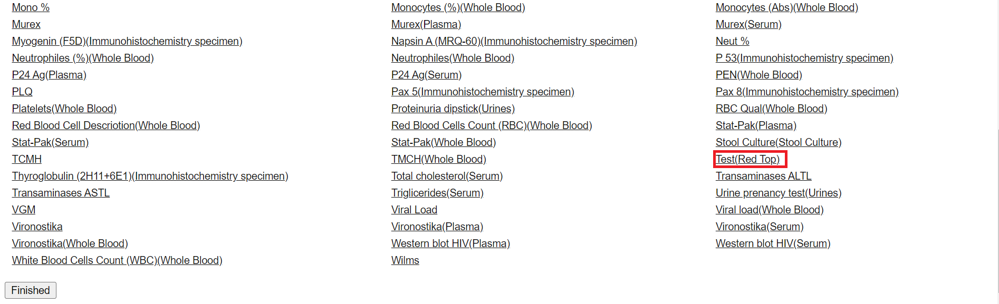 Mono % Monocytes (%)(Whole Blood) Monocytes (Abs)(Whole Blood)
Murex Murex(Plasma) Murex(Serum)
Myogenin (F5D)(Immunohistochemistry specimen) Napsin A (MRQ-60)(Immunohistochemistry specimen) Neut %
Neutrophiles (%)(Whole Blood) Neutrophiles(Whole Blood) P 53(Immunohistochemistry specimen)
P24 Ag(Plasma) P24 Ag(Serum) PEN(Whole Blood)
PLQ Pax 5(Immunohistochemistry specimen) Pax 8(Immunohistochemistry specimen)
Platelets(Whole Blood) Proteinuria dipstick(Urines) RBC Qual(Whole Blood)
Red Blood Cell Descriotion(Whole Blood) Red Blood Cells Count (RBC)(Whole Blood) Stat-Pak(Plasma)
Stat-Pak(Serum) Stat-Pak(Whole Blood) Stool Culture(Stool Culture)
TCMH TMCH(Whole Blood) Test(Red Top)
Thyroglobulin (2H11+6E1)(Immunohistochemistry specimen) Total cholesterol(Serum) Transaminases ALTL
Transaminases ASTL Triglicerides(Serum) Urine prenancy test(Urines)
VGM Viral Load Viral load(Whole Blood)
Vironostika Vironostika(Plasma) Vironostika(Serum)
Vironostika(Whole Blood) Western blot HIV(Plasma) Western blot HIV(Serum)
White Blood Cells Count (WBC)(Whole Blood) Wilms
Finished